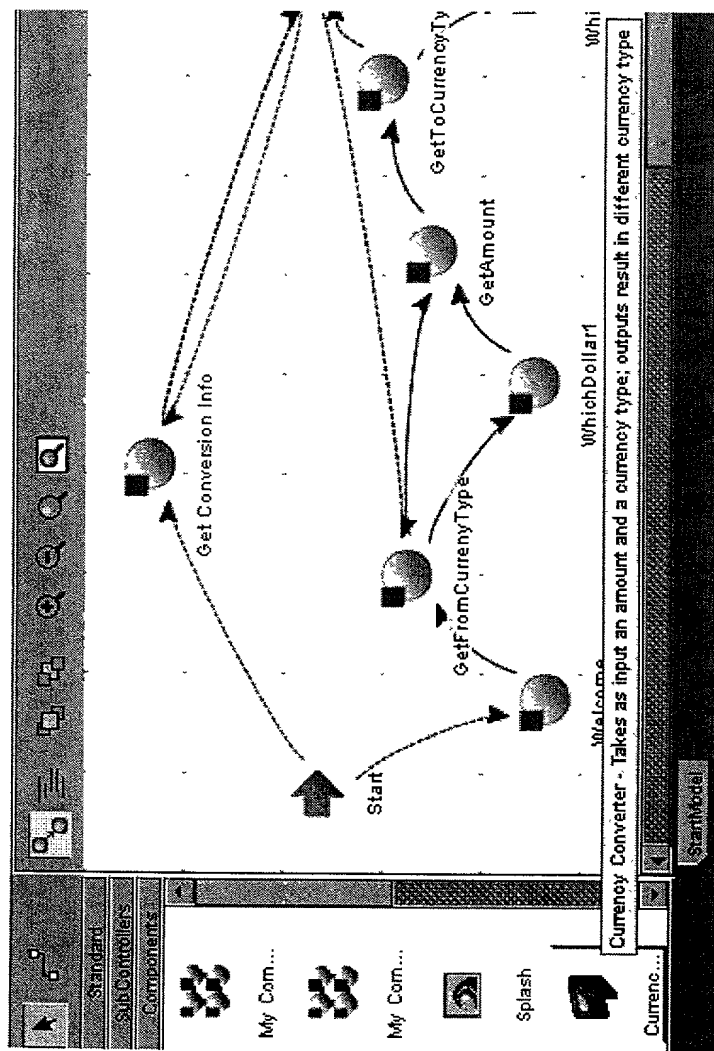 Standard
SubControllers
Components
My Com...
My Com...
Splash
Currenc...
Start
Get Conversion Info
Welcome
GetFromCurrenyType
WhichDollar1
GetAmount
GetToCurrencyTy
Whi
Currency Converter - Takes as input an amount and a currency type; outputs result in different currency type
StartModel